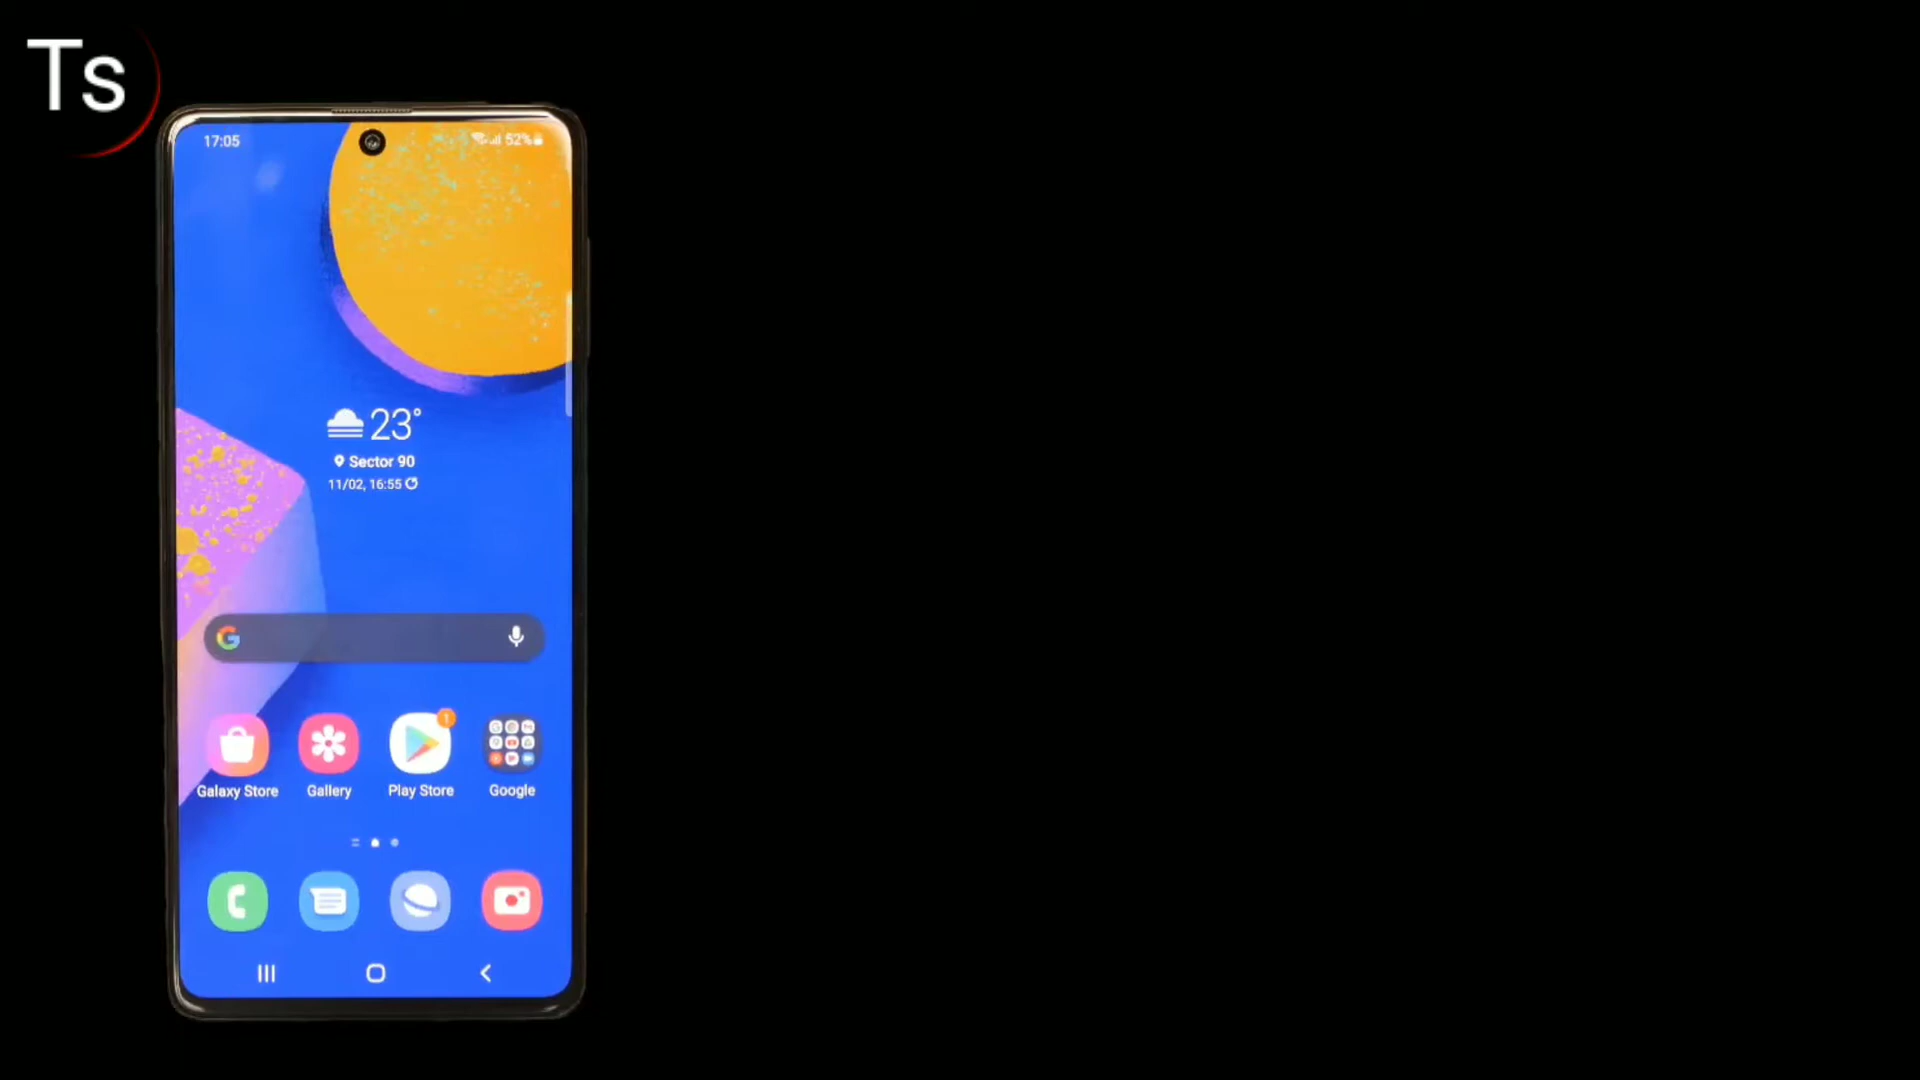 Ts
17:05
52%
23°
Sector 90
11/02, 16:55
Galaxy Store
Gallery
Play Store
Google